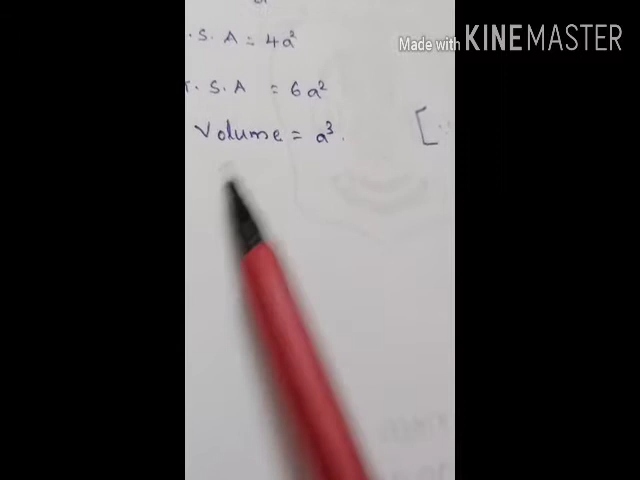 .S.A = 4a²
Made with KINEMASTER
T.S.A = 6a²
Volume = a³.
[